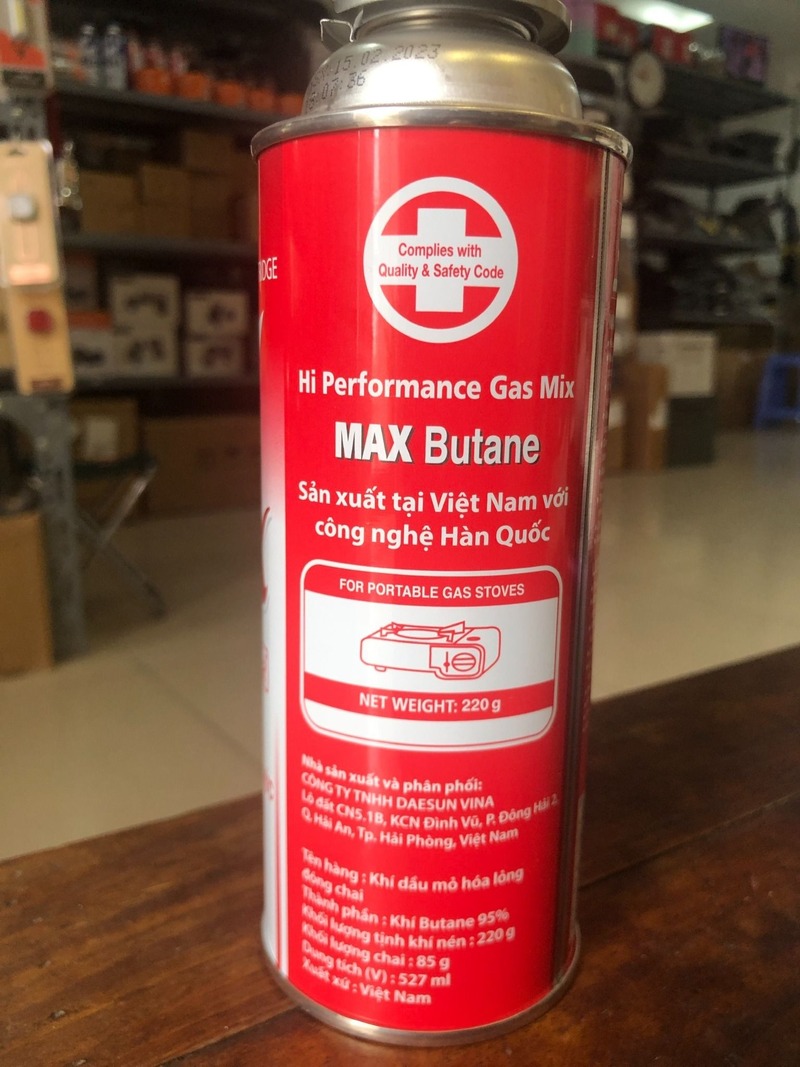 15.02.2023
36
RIDGE
Complies with
Quality & Safety Code
Hi Performance Gas Mix
MAX Butane
Sản xuất tại Việt Nam với
công nghệ Hàn Quốc
FOR PORTABLE GAS STOVES
NET WEIGHT: 220 g
Nhà sản xuất và phân phối:
CÔNG TY TNHH DAESUN VINA
Lô đất CN5.1B, KCN Đình Vũ, P. Đông Hải 2,
Q. Hải An, Tp. Hải Phòng, Việt Nam
Tên hàng : Khí dầu mỏ hóa lỏng
đóng chai
Thành phần : Khí Butane 95%
Khối lượng tịnh khí nén : 220 g
Khối lượng chai : 85 g
Dung tích (V) : 527 ml
Xuất xứ : Việt Nam